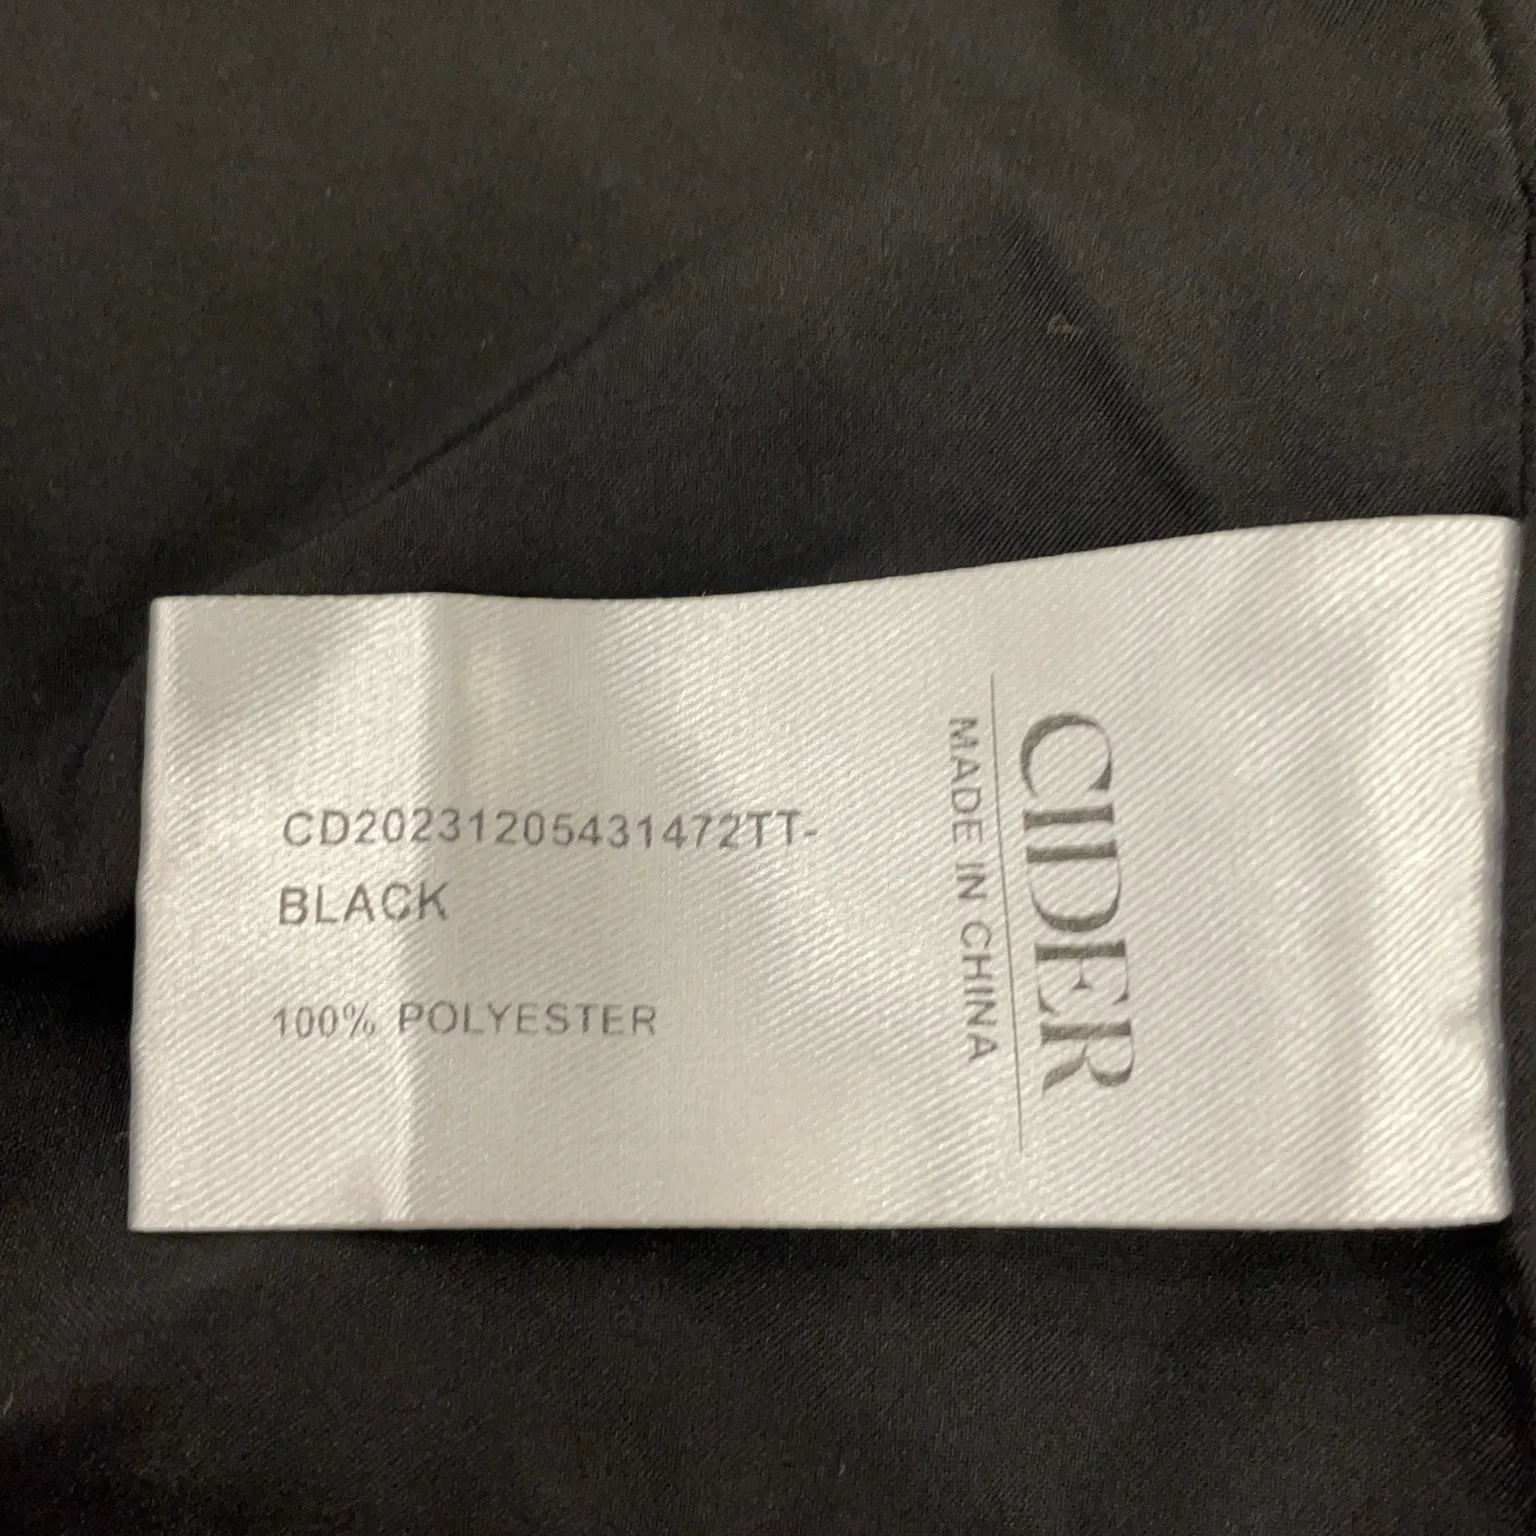 CIDER
MADE IN CHINA
CD20231205431472TT-
BLACK
100% POLYESTER